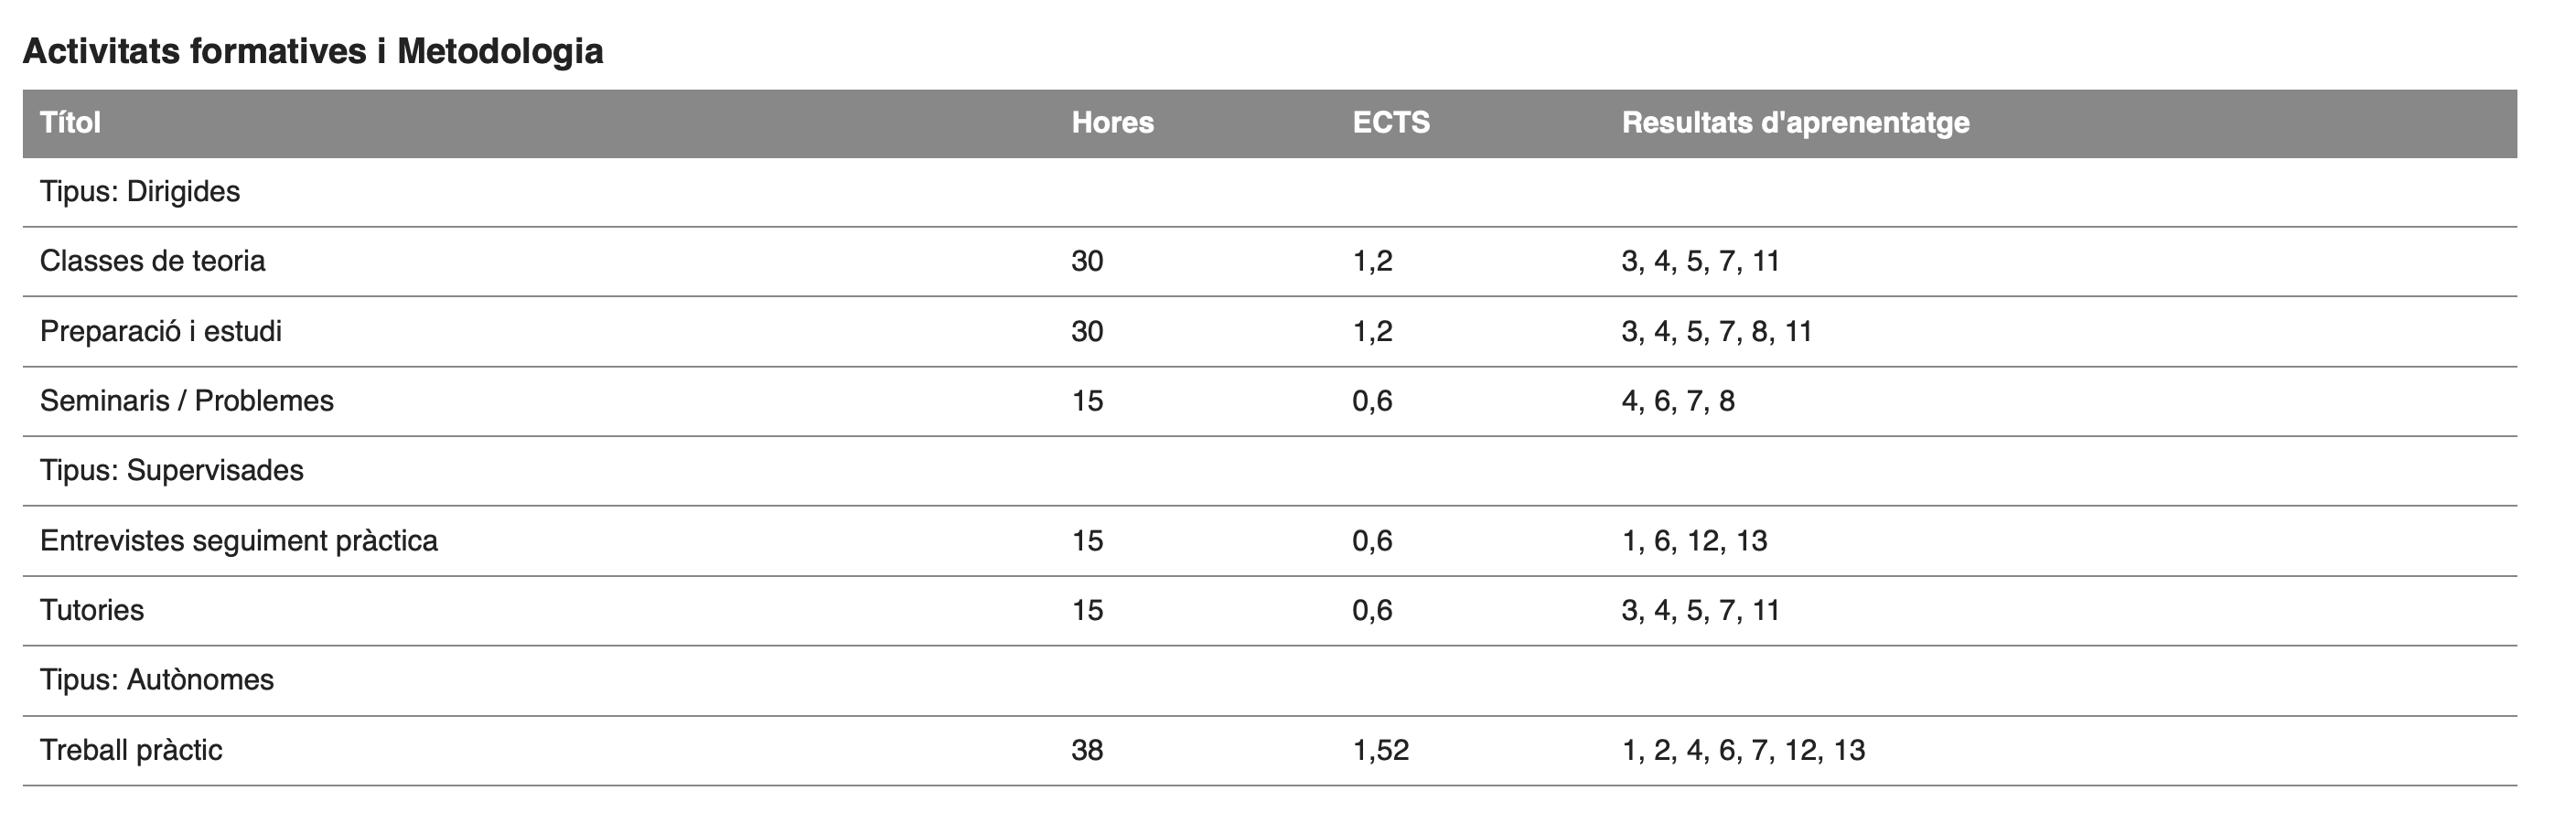 Activitats formatives i Metodologia
Títol Hores ECTS Resultats d'aprenentatge
Tipus: Dirigides
Classes de teoria 30 1,2 3, 4, 5, 7, 11
Preparació i estudi 30 1,2 3, 4, 5, 7, 8, 11
Seminaris / Problemes 15 0,6 4, 6, 7, 8
Tipus: Supervisades
Entrevistes seguiment pràctica 15 0,6 1, 6, 12, 13
Tutories 15 0,6 3, 4, 5, 7, 11
Tipus: Autònomes
Treball pràctic 38 1,52 1, 2, 4, 6, 7, 12, 13